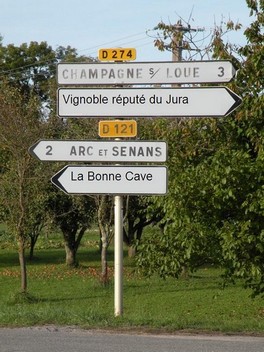 D 274
CHAMPAGNE S/ LOUE 3
Vignoble réputé du Jura
D 121
2 ARC ET SENANS
La Bonne Cave